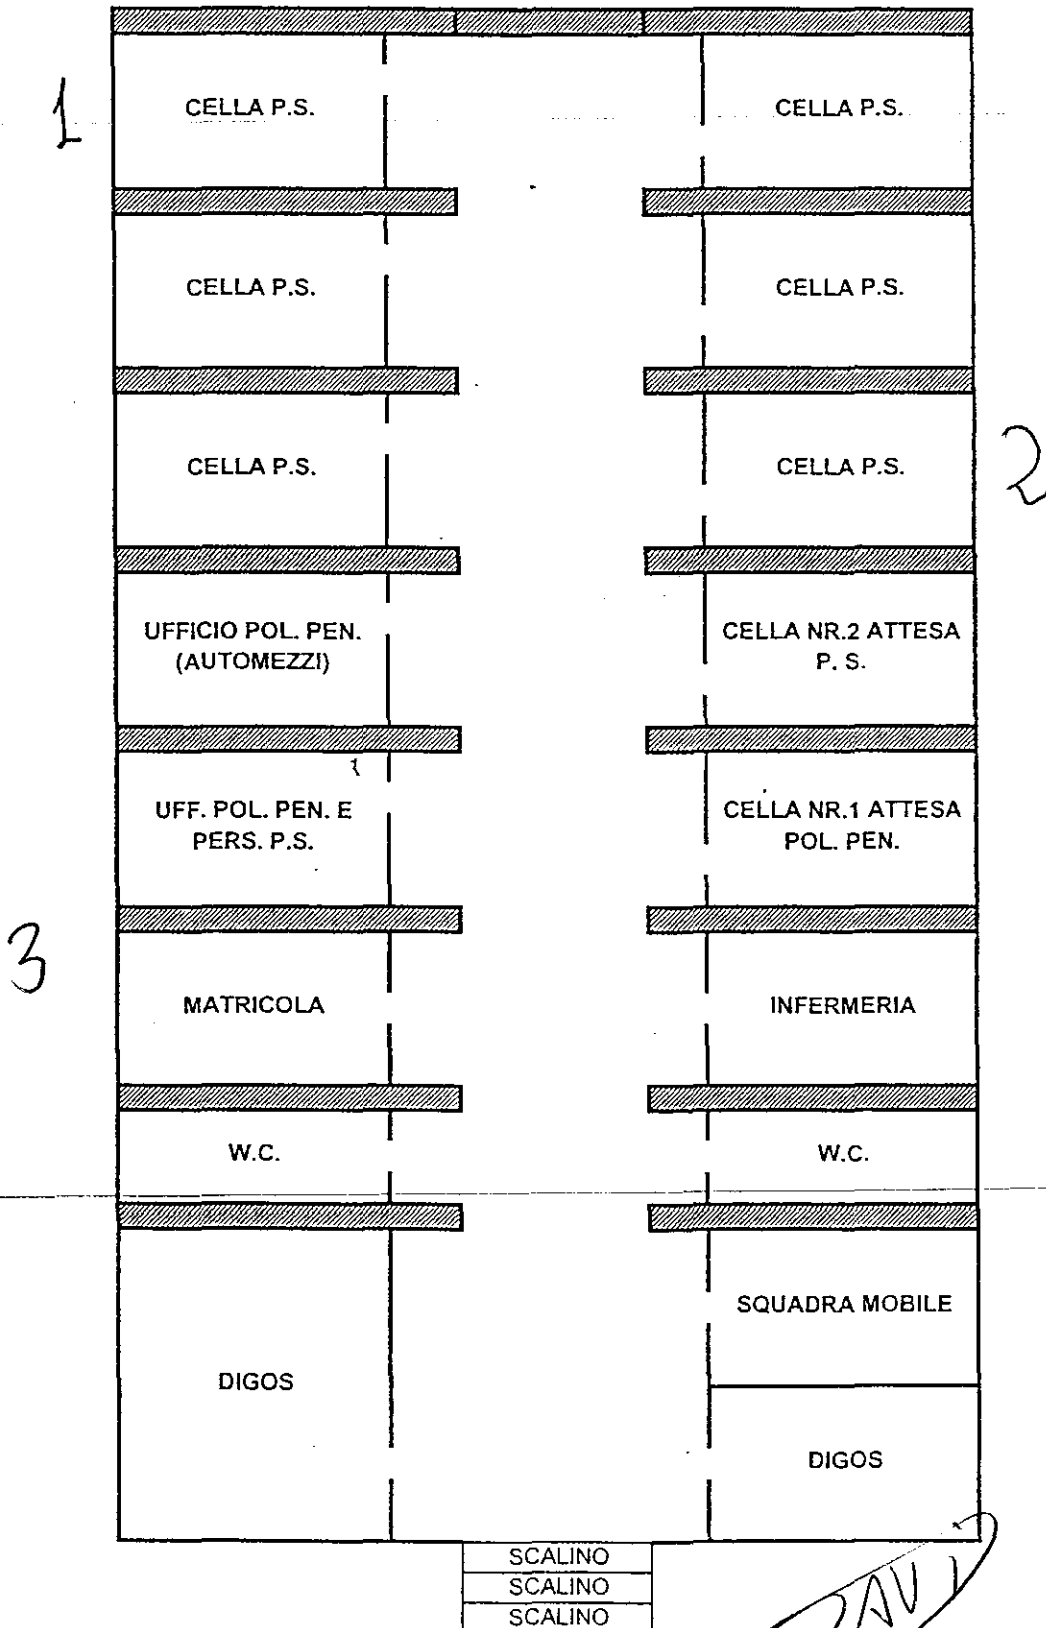 1
CELLA P.S.
CELLA P.S.
CELLA P.S.
CELLA P.S.
CELLA P.S.
CELLA P.S.
2
UFFICIO POL. PEN.
(AUTOMEZZI)
CELLA NR.2 ATTESA
P. S.
UFF. POL. PEN. E
PERS. P.S.
CELLA NR.1 ATTESA
POL. PEN.
3
MATRICOLA
INFERMERIA
W.C.
W.C.
SQUADRA MOBILE
DIGOS
DIGOS
SCALINO
SCALINO
SCALINO